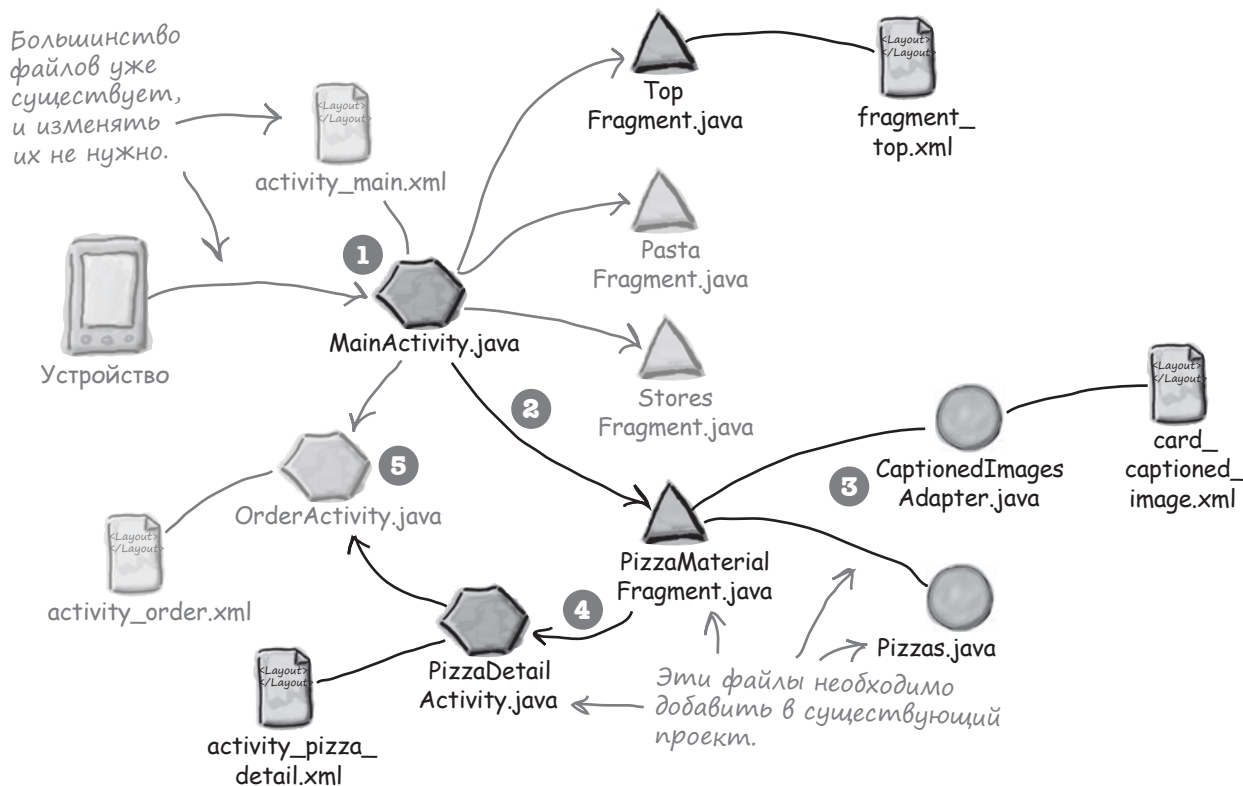 Большинство
файлов уже
существует,
и изменять
их не нужно.
<Layout>
</Layout>
activity_main.xml
Устройство
1
MainActivity.java
Top
Fragment.java
<Layout>
</Layout>
fragment_
top.xml
Pasta
Fragment.java
Stores
Fragment.java
2
5
OrderActivity.java
<Layout>
</Layout>
activity_order.xml
PizzaMaterial
Fragment.java
3
CaptionedImages
Adapter.java
<Layout>
</Layout>
card_
captioned_
image.xml
Pizzas.java
4
PizzaDetail
Activity.java
<Layout>
</Layout>
activity_pizza_
detail.xml
Эти файлы необходимо
добавить в существующий
проект.